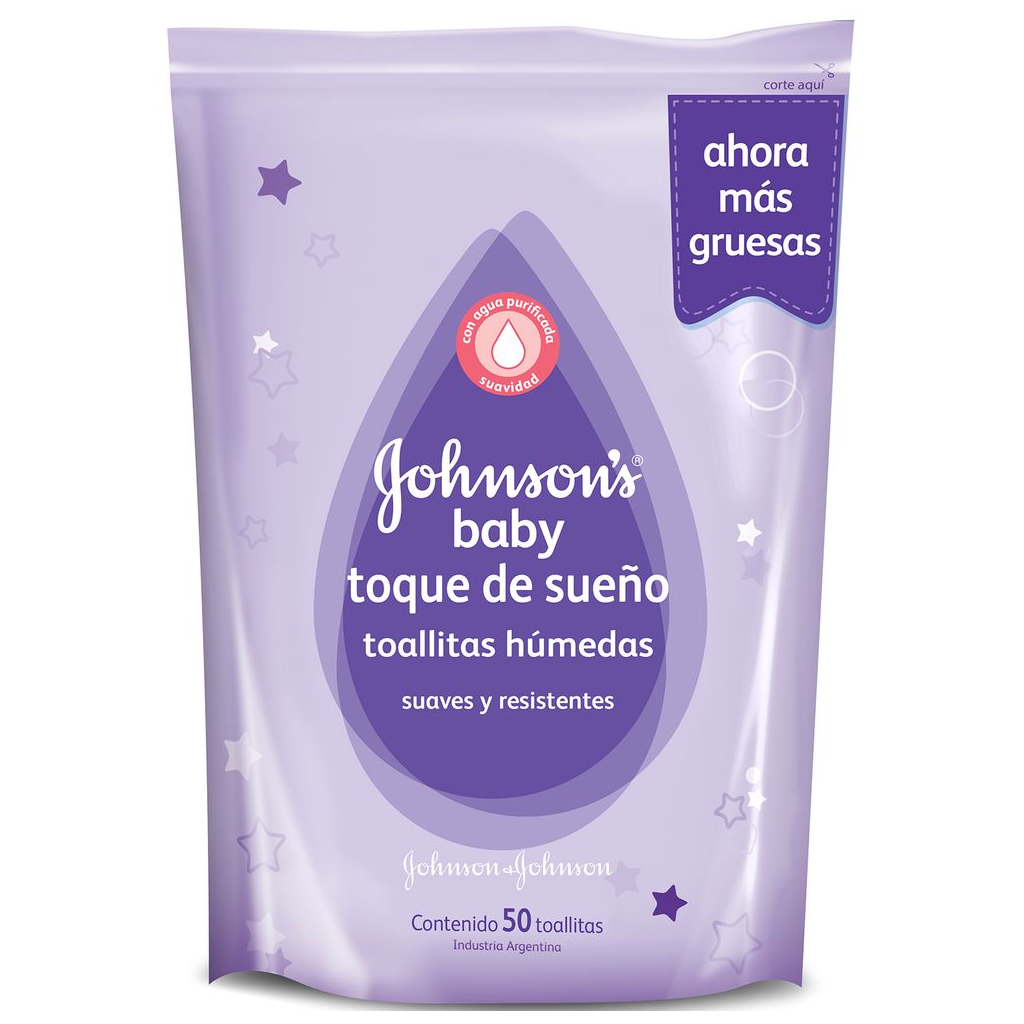 corte aquí
ahora
más
gruesas
con agua purificada
suavidad
Johnson's®
baby
toque de sueño
toallitas húmedas
suaves y resistentes
Johnson & Johnson
Contenido 50 toallitas
Industria Argentina